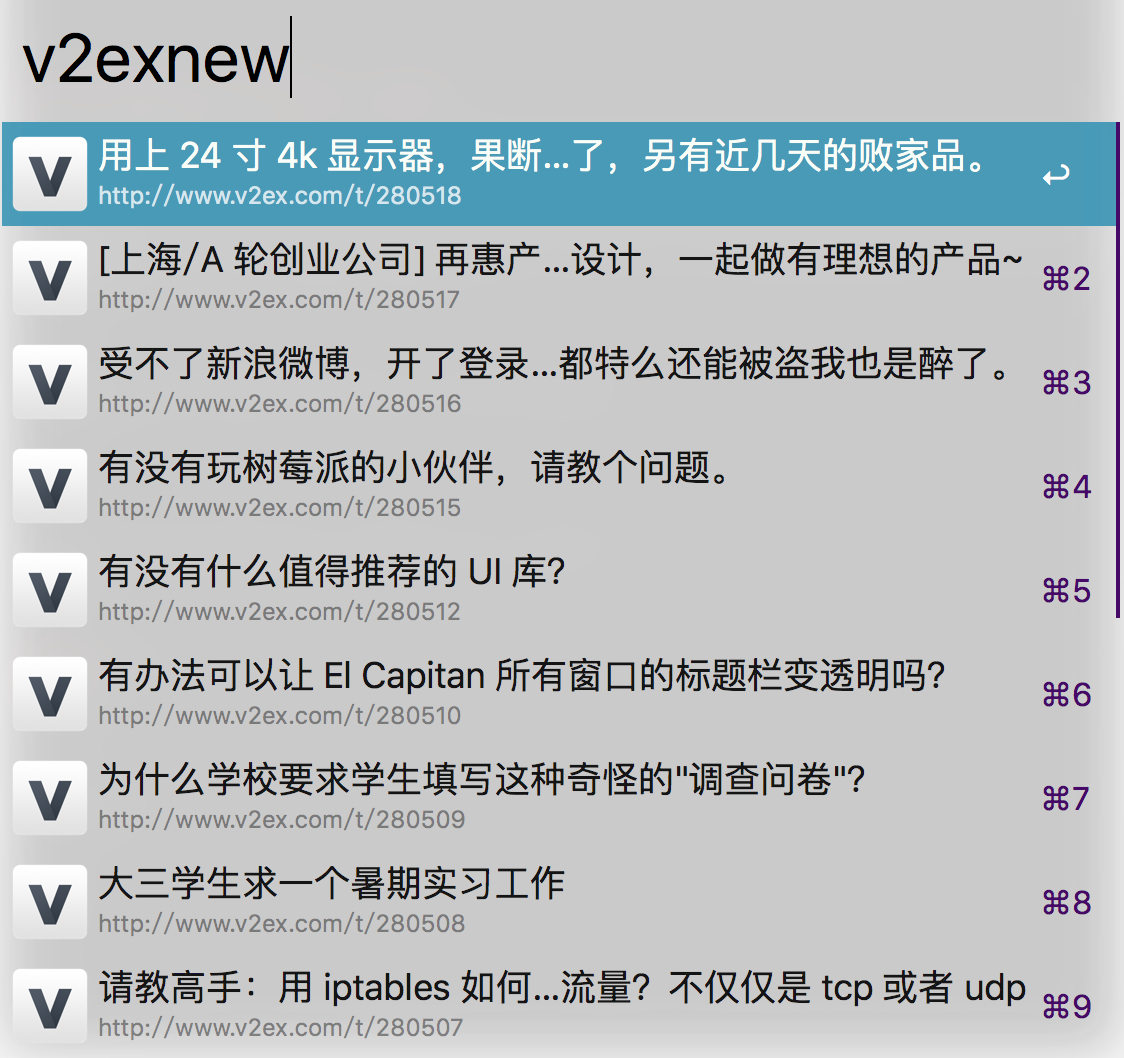 v2exnew
用上 24 寸 4k 显示器，果断...了，另有近几天的败家品。
http://www.v2ex.com/t/280518
↩
[上海/A 轮创业公司] 再惠产...设计，一起做有理想的产品~
http://www.v2ex.com/t/280517
⌘2
受不了新浪微博，开了登录...都特么还能被盗我也是醉了。
http://www.v2ex.com/t/280516
⌘3
有没有玩树莓派的小伙伴，请教个问题。
http://www.v2ex.com/t/280515
⌘4
有没有什么值得推荐的 UI 库?
http://www.v2ex.com/t/280512
⌘5
有办法可以让 El Capitan 所有窗口的标题栏变透明吗?
http://www.v2ex.com/t/280510
⌘6
为什么学校要求学生填写这种奇怪的"调查问卷"?
http://www.v2ex.com/t/280509
⌘7
大三学生求一个暑期实习工作
http://www.v2ex.com/t/280508
⌘8
请教高手：用 iptables 如何...流量？不仅仅是 tcp 或者 udp
http://www.v2ex.com/t/280507
⌘9